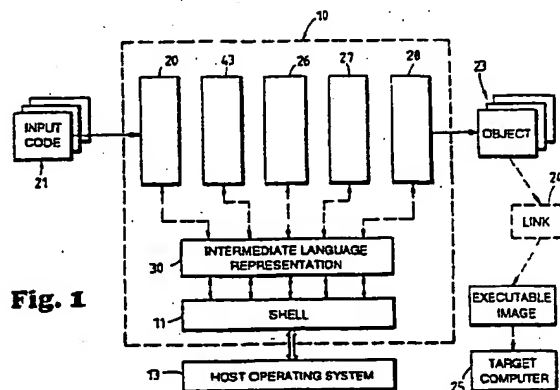 10
20
43
26
27
28
23
INPUT
CODE
21
OBJECT
24
LINK
INTERMEDIATE LANGUAGE
REPRESENTATION
30
EXECUTABLE
IMAGE
Fig. 1
SHELL
11
TARGET
COMPUTER
25
HOST OPERATING SYSTEM
13